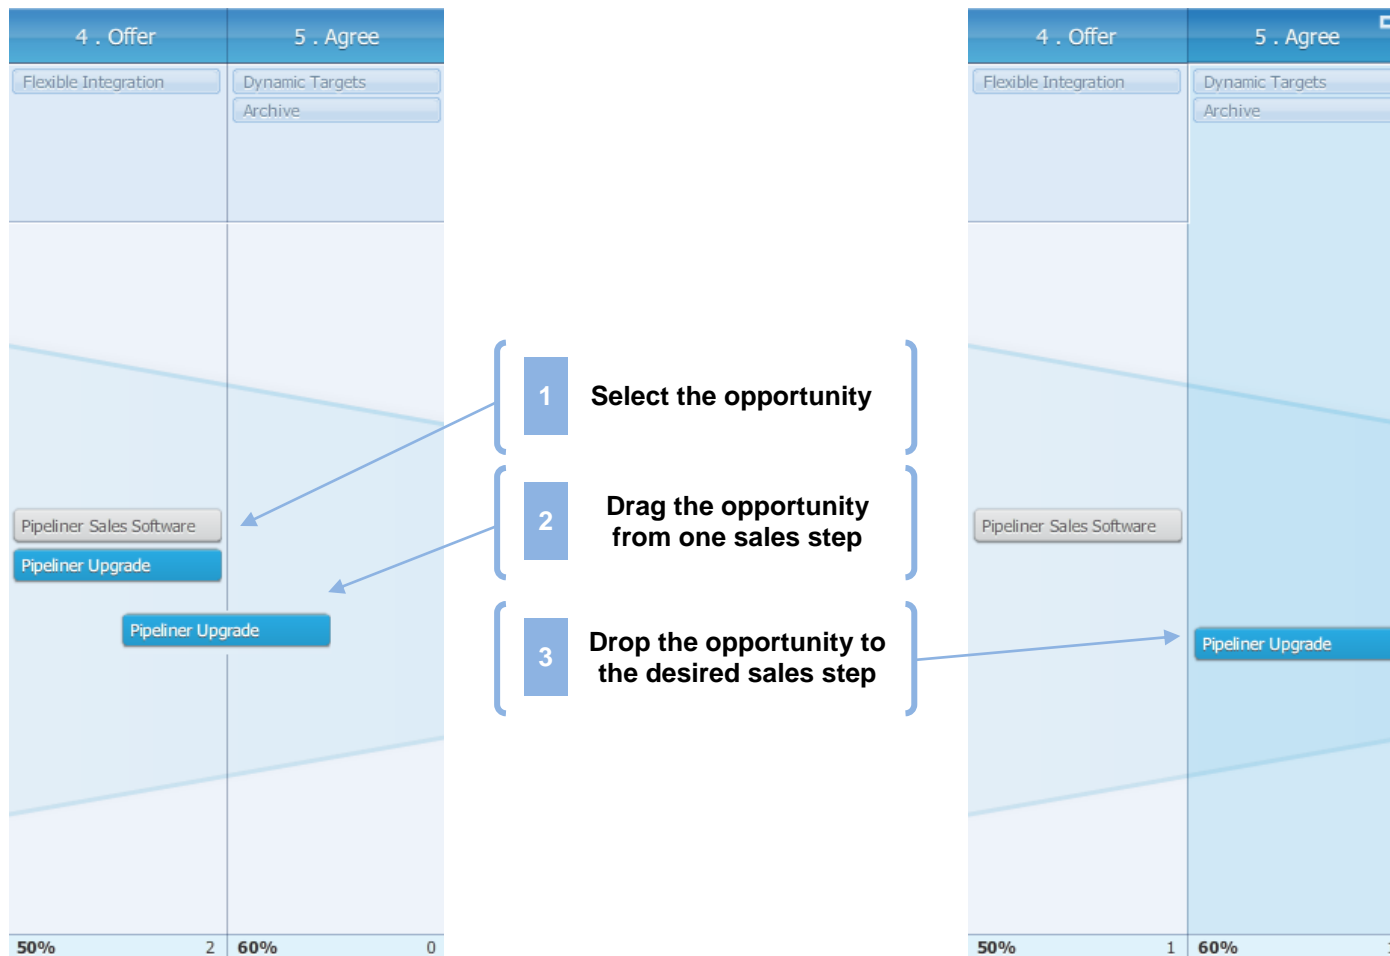 4 . Offer
5 . Agree
Flexible Integration
Dynamic Targets
Archive
Pipeliner Sales Software
Pipeliner Upgrade
Pipeliner Upgrade
50%
2
60%
0
1
Select the opportunity
2
Drag the opportunity
from one sales step
3
Drop the opportunity to
the desired sales step
4 . Offer
5 . Agree
Flexible Integration
Dynamic Targets
Archive
Pipeliner Sales Software
Pipeliner Upgrade
50%
1
60%